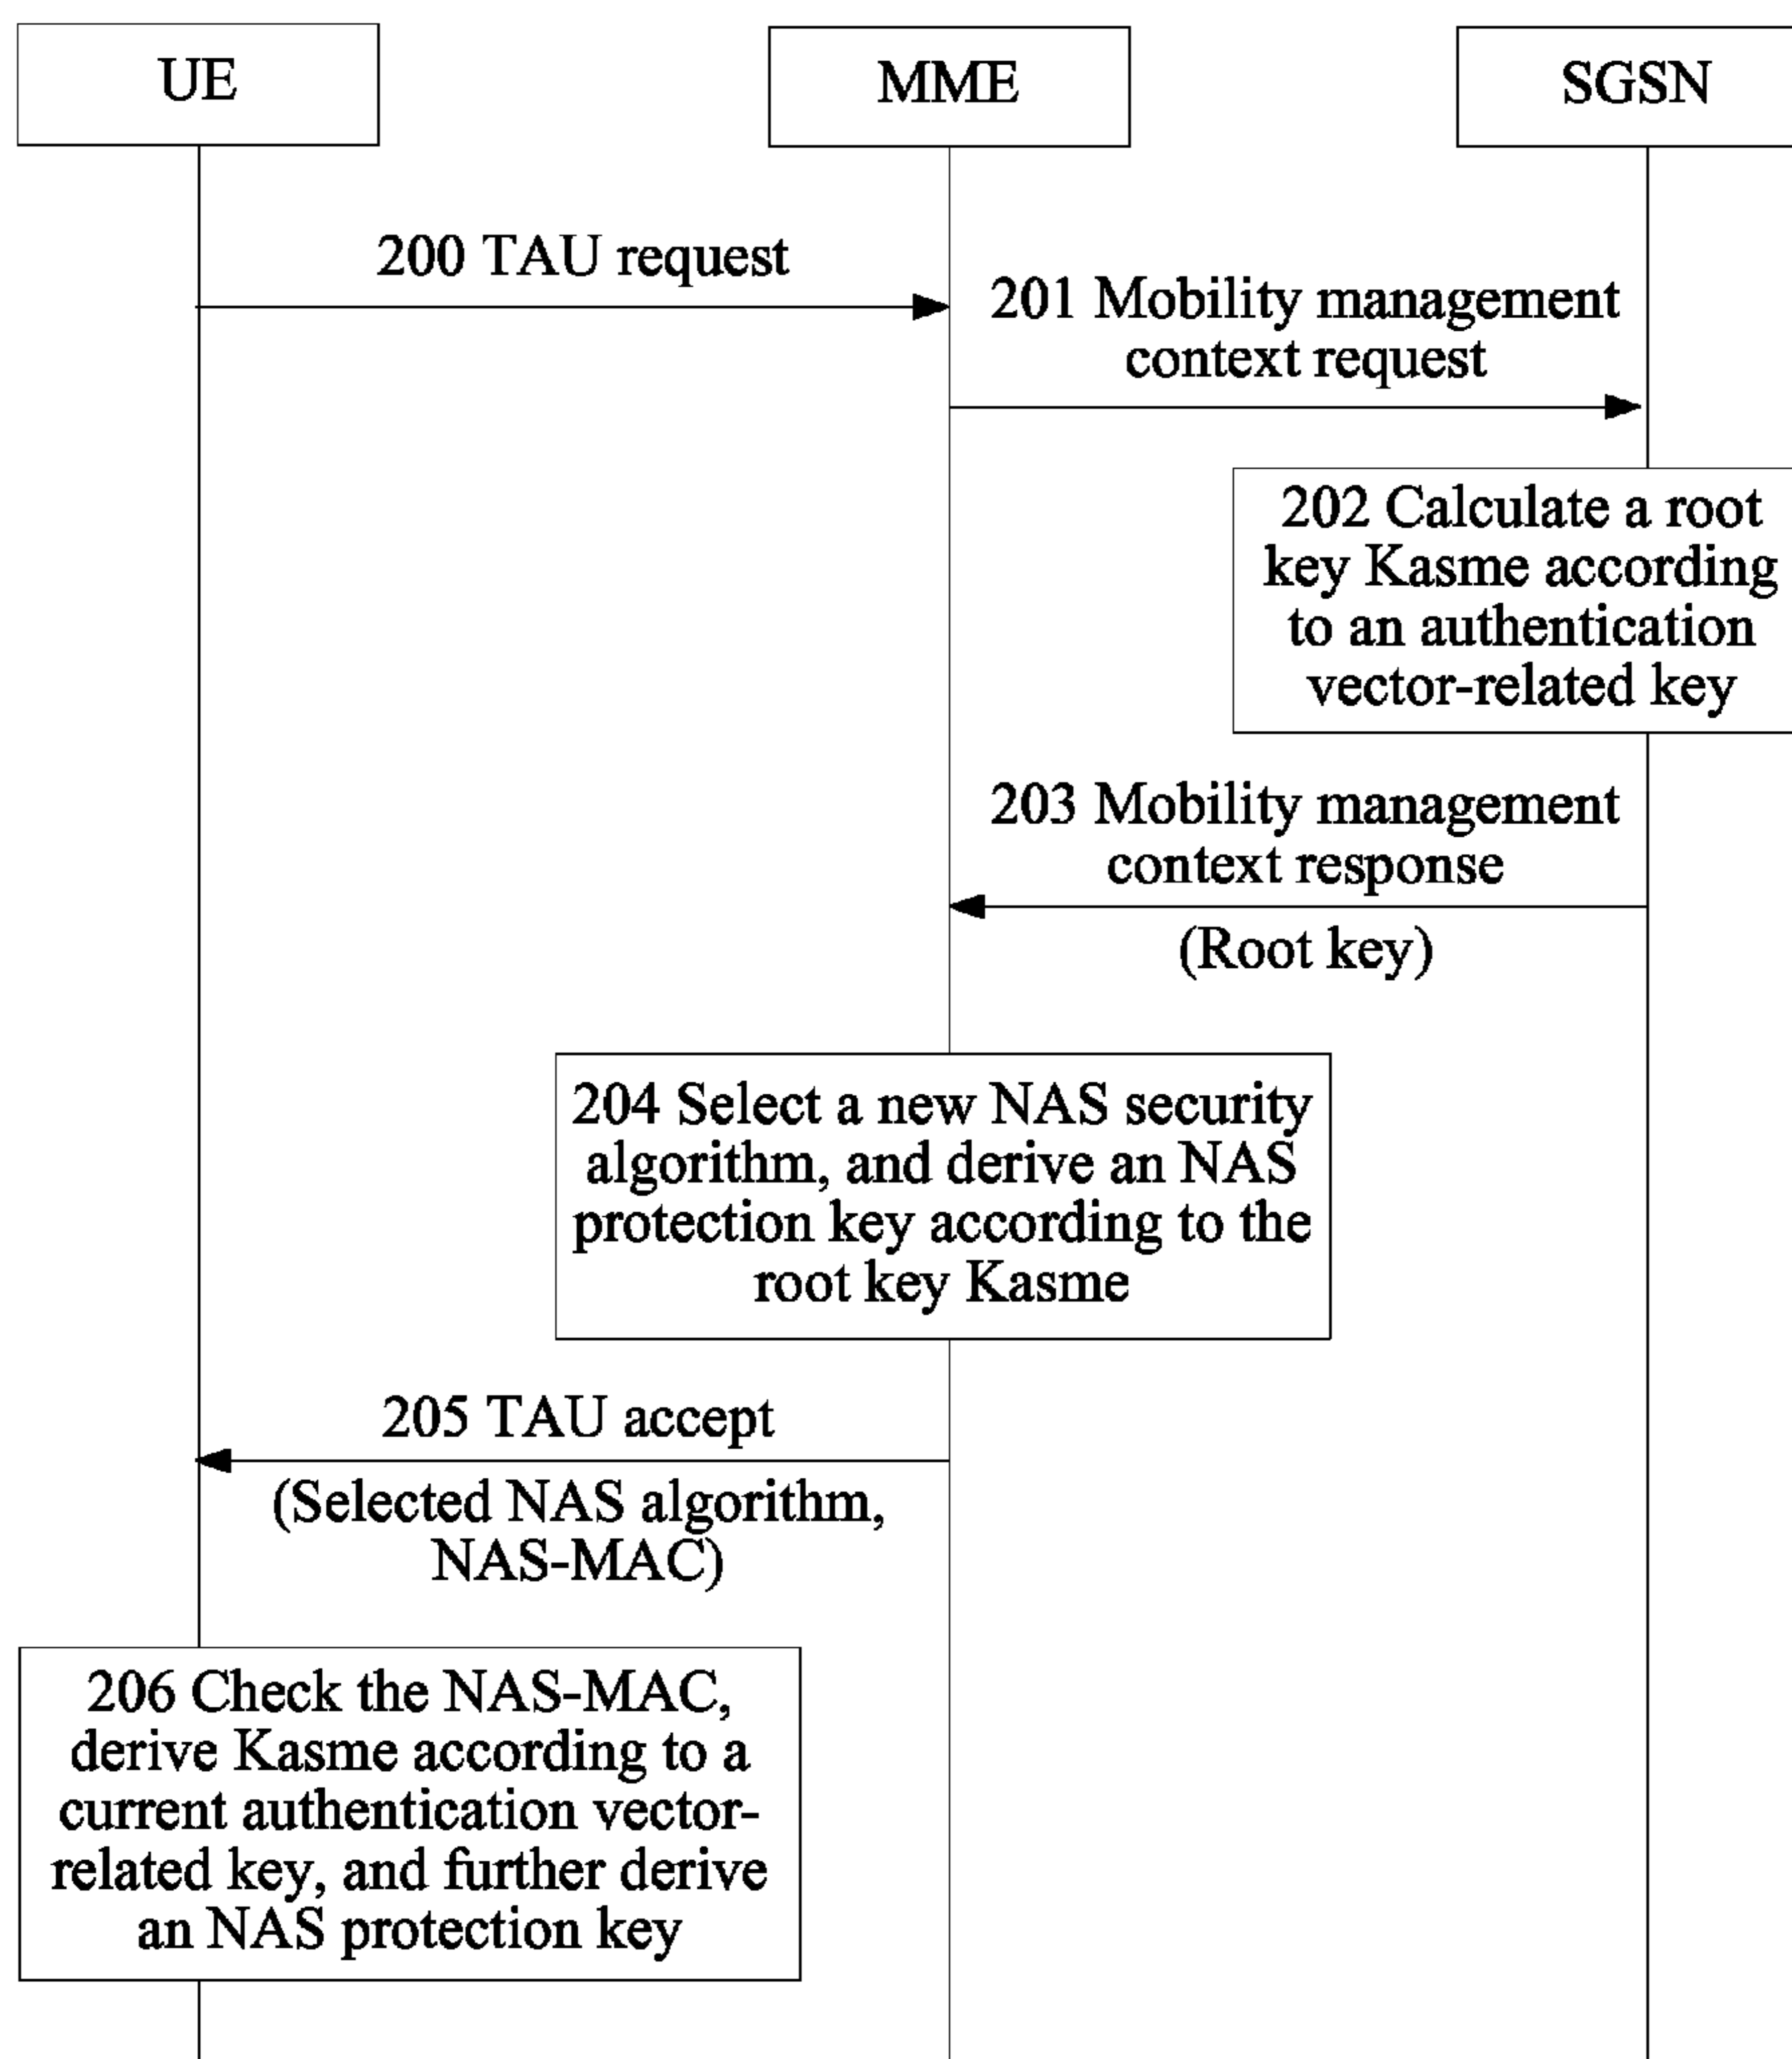 UE
MME
SGSN
200 TAU request
201 Mobility management
context request
202 Calculate a root
key Kasme according
to an authentication
vector-related key
203 Mobility management
context response
(Root key)
204 Select a new NAS security
algorithm, and derive an NAS
protection key according to the
root key Kasme
205 TAU accept
(Selected NAS algorithm,
NAS-MAC)
206 Check the NAS-MAC,
derive Kasme according to a
current authentication vector-
related key, and further derive
an NAS protection key